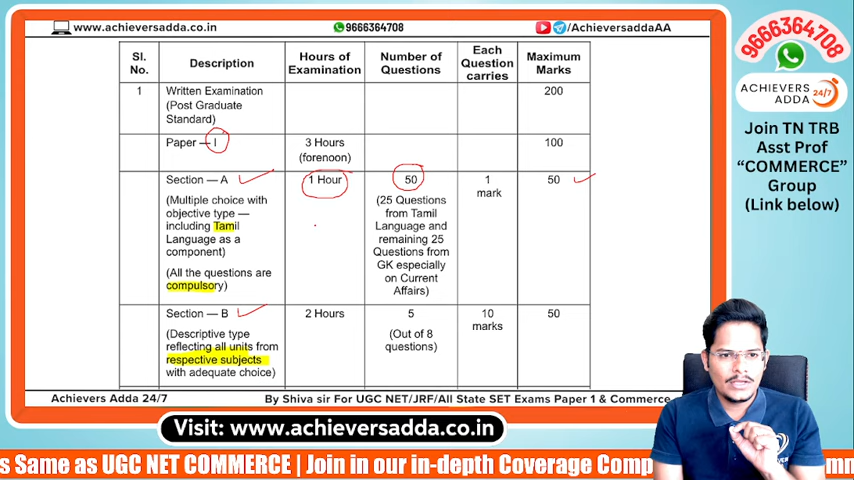 www.achieversadda.co.in
9666364708
/AchieversaddaAA
9666364708
ACHIEVERS
ADDA 24/7
Join TN TRB
Asst Prof
“COMMERCE”
Group
(Link below)
Sl. No. Description Hours of Examination Number of Questions Each Question carries Maximum Marks
1 Written Examination 200
(Post Graduate
Standard)
Paper — I 3 Hours 100
(forenoon)
Section — A 1 Hour 50 1 mark 50
(Multiple choice with
objective type —
including Tamil
Language as a
component)
(All the questions are
compulsory)
(25 Questions
from Tamil
Language and
remaining 25
Questions from
GK especially
on Current
Affairs)
Section — B 2 Hours 5 10 marks 50
(Descriptive type
reflecting all units from
respective subjects
with adequate choice)
(Out of 8
questions)
Achievers Adda 24/7 By Shiva sir For UGC NET/JRF/All State SET Exams Paper 1 & Commerce
Visit: www.achieversadda.co.in
s Same as UGC NET COMMERCE | Join in our in-depth Coverage Comp